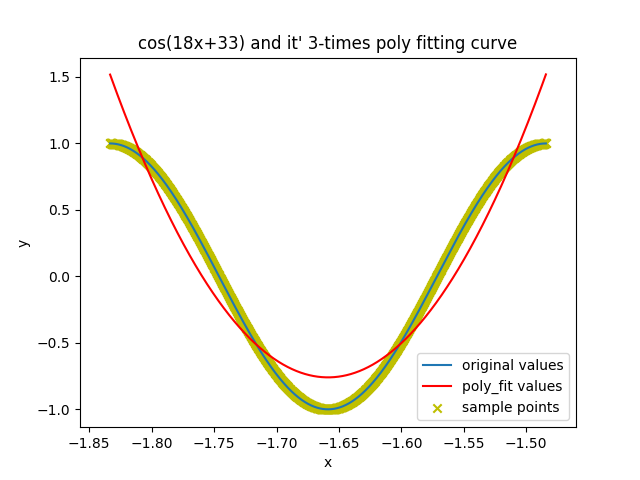 cos(18x+33) and it' 3-times poly fitting curve
1.5
1.0
0.5
0.0
−0.5
−1.0
y
−1.85 −1.80 −1.75 −1.70 −1.65 −1.60 −1.55 −1.50
x
original values
poly_fit values
sample points